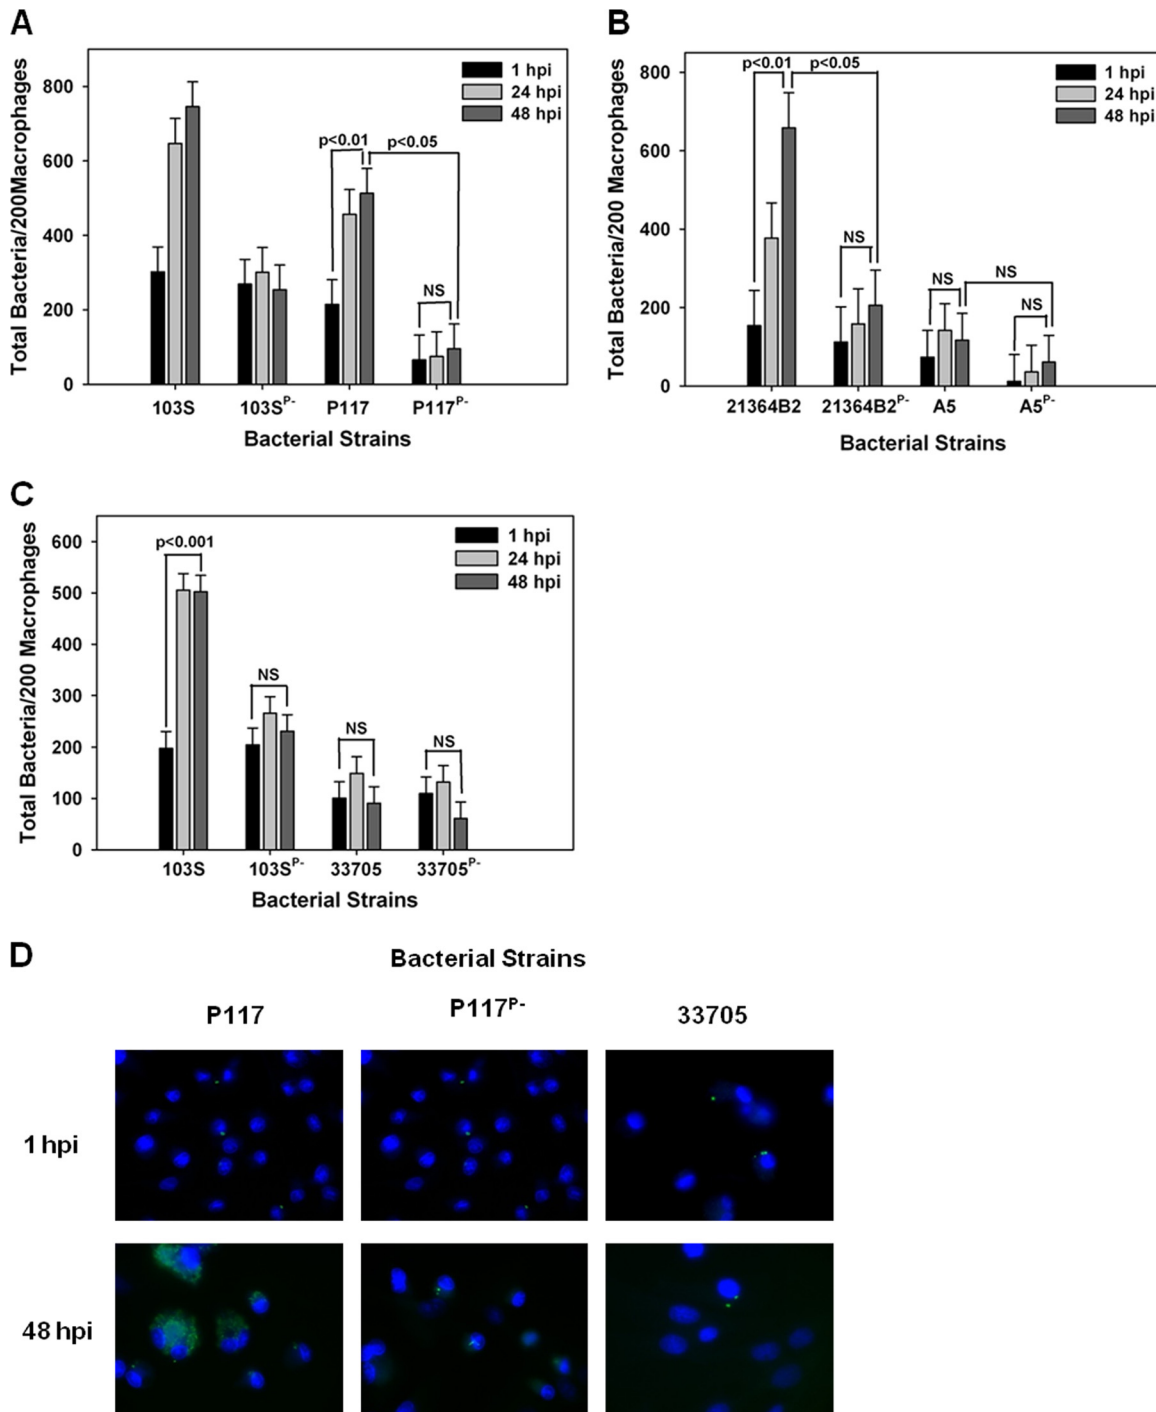 A
Total Bacteria/200Macrophages
800
600
400
200
0
1 hpi
24 hpi
48 hpi
p<0.01
p<0.05
NS
103S
103S^P-
P117
P117^P-
Bacterial Strains
B
Total Bacteria/200 Macrophages
800
600
400
200
0
1 hpi
24 hpi
48 hpi
p<0.01
p<0.05
NS
NS
NS
NS
21364B2
21364B2^P-
A5
A5^P-
Bacterial Strains
C
Total Bacteria/200 Macrophages
600
500
400
300
200
100
0
1 hpi
24 hpi
48 hpi
p<0.001
NS
NS
NS
103S
103S^P-
33705
33705^P-
Bacterial Strains
D
Bacterial Strains
P117
P117^P-
33705
1 hpi
48 hpi